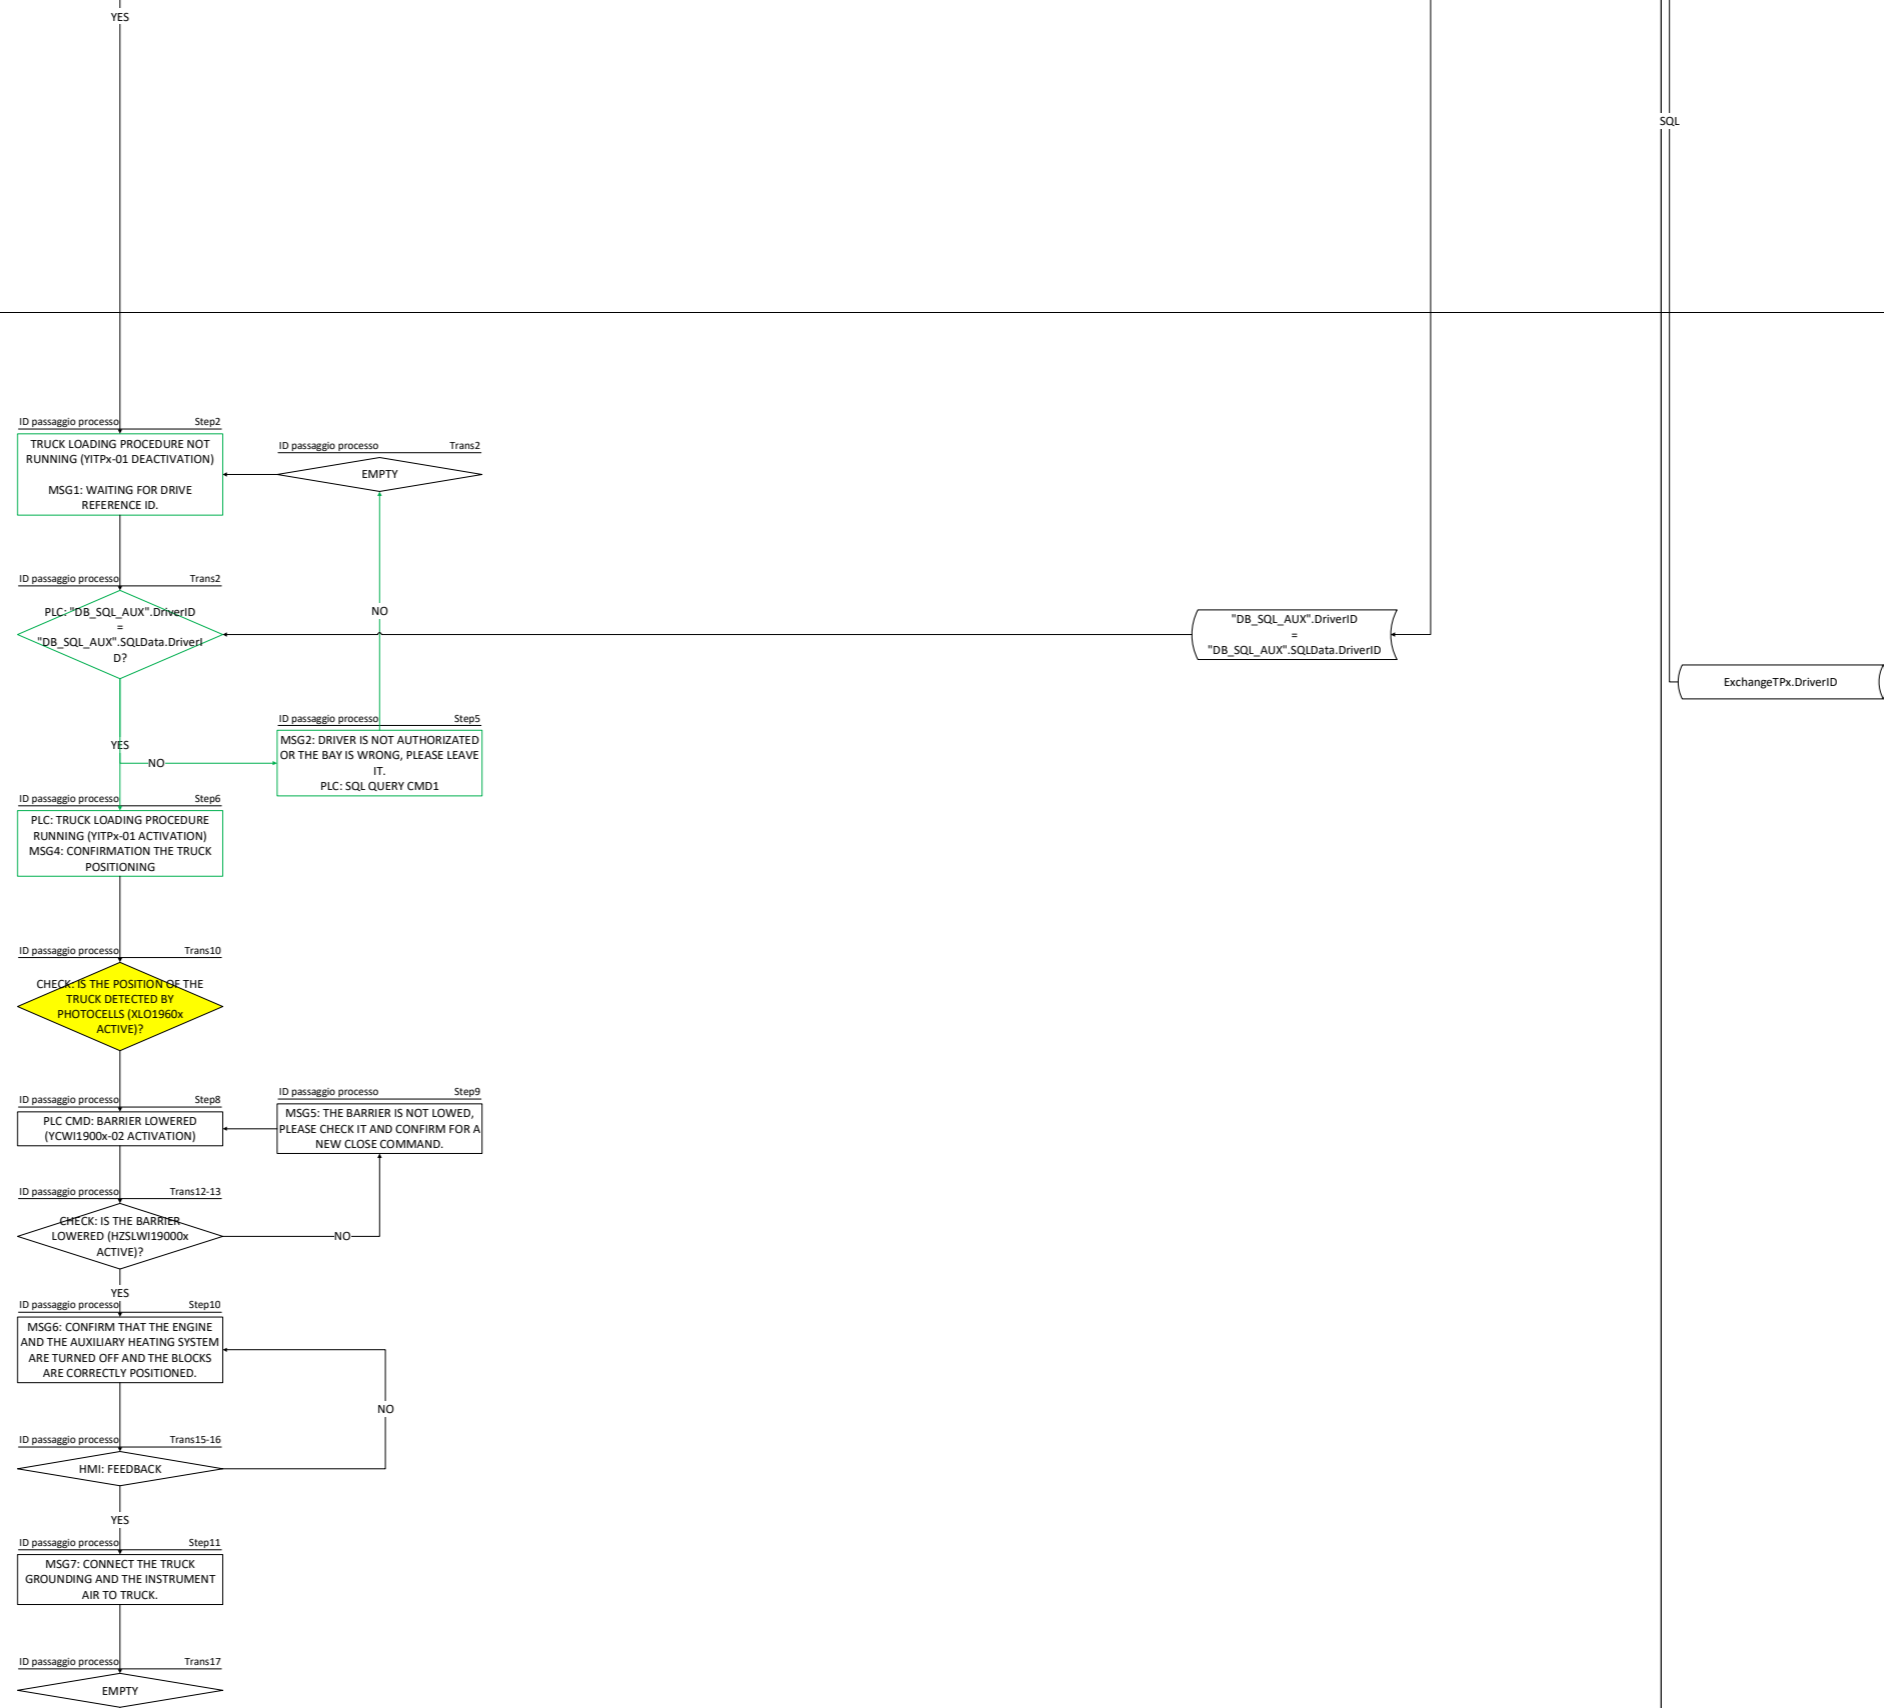 YES
SQL
ID passaggio processo Step2
TRUCK LOADING PROCEDURE NOT
RUNNING (YITPx-01 DEACTIVATION)
MSG1: WAITING FOR DRIVE
REFERENCE ID.
ID passaggio processo Trans2
EMPTY
ID passaggio processo Trans2
PLC: "DB_SQL_AUX".DriverID
=
"DB_SQL_AUX".SQLData.DriverI
D?
NO
"DB_SQL_AUX".DriverID
=
"DB_SQL_AUX".SQLData.DriverID
ExchangeTPx.DriverID
YES
NO
ID passaggio processo Step5
MSG2: DRIVER IS NOT AUTHORIZATED
OR THE BAY IS WRONG, PLEASE LEAVE
IT.
PLC: SQL QUERY CMD1
ID passaggio processo Step6
PLC: TRUCK LOADING PROCEDURE
RUNNING (YITPx-01 ACTIVATION)
MSG4: CONFIRMATION THE TRUCK
POSITIONING
ID passaggio processo Trans10
CHECK: IS THE POSITION OF THE
TRUCK DETECTED BY
PHOTOCELLS (XLO1960x
ACTIVE)?
ID passaggio processo Step8
PLC CMD: BARRIER LOWERED
(YCWI1900x-02 ACTIVATION)
ID passaggio processo Step9
MSG5: THE BARRIER IS NOT LOWED,
PLEASE CHECK IT AND CONFIRM FOR A
NEW CLOSE COMMAND.
ID passaggio processo Trans12-13
CHECK: IS THE BARRIER
LOWERED (HZSLWI19000x
ACTIVE)?
NO
YES
ID passaggio processo Step10
MSG6: CONFIRM THAT THE ENGINE
AND THE AUXILIARY HEATING SYSTEM
ARE TURNED OFF AND THE BLOCKS
ARE CORRECTLY POSITIONED.
NO
ID passaggio processo Trans15-16
HMI: FEEDBACK
YES
ID passaggio processo Step11
MSG7: CONNECT THE TRUCK
GROUNDING AND THE INSTRUMENT
AIR TO TRUCK.
ID passaggio processo Trans17
EMPTY